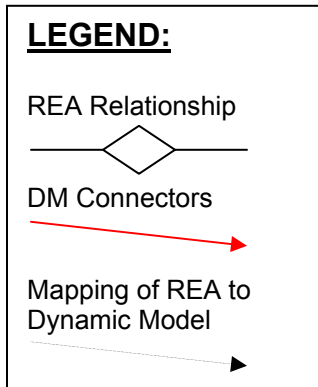 LEGEND:
REA Relationship
DM Connectors
Mapping of REA to
Dynamic Model